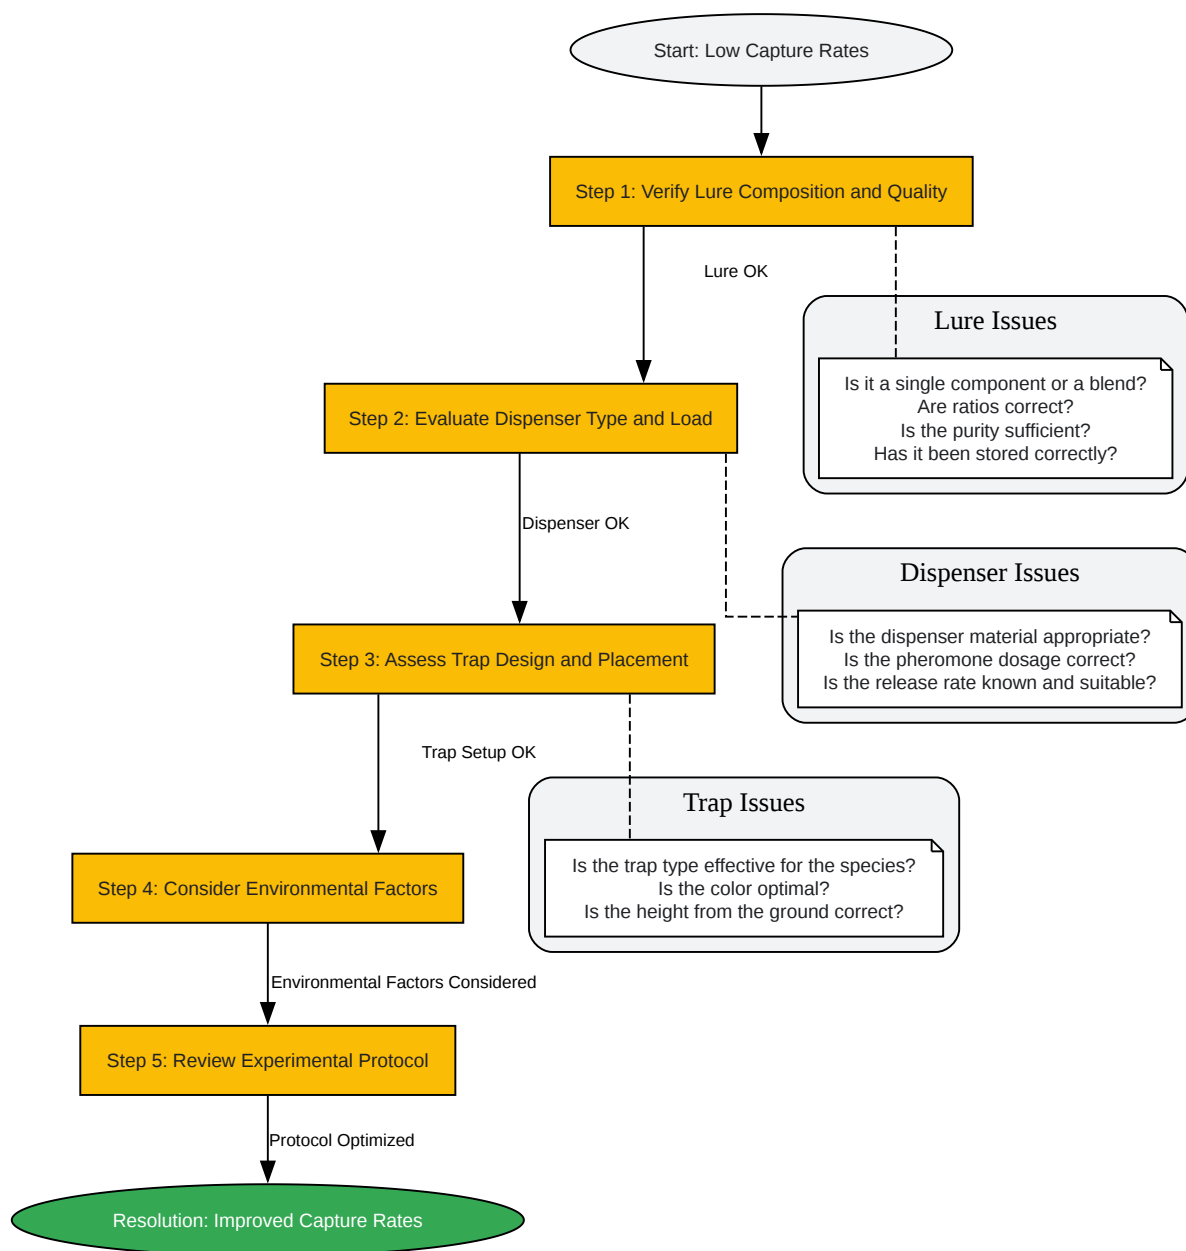 Start: Low Capture Rates
Step 1: Verify Lure Composition and Quality
Lure OK
Lure Issues
Is it a single component or a blend?
Are ratios correct?
Is the purity sufficient?
Has it been stored correctly?
Step 2: Evaluate Dispenser Type and Load
Dispenser OK
Dispenser Issues
Is the dispenser material appropriate?
Is the pheromone dosage correct?
Is the release rate known and suitable?
Step 3: Assess Trap Design and Placement
Trap Setup OK
Trap Issues
Is the trap type effective for the species?
Is the color optimal?
Is the height from the ground correct?
Step 4: Consider Environmental Factors
Environmental Factors Considered
Step 5: Review Experimental Protocol
Protocol Optimized
Resolution: Improved Capture Rates